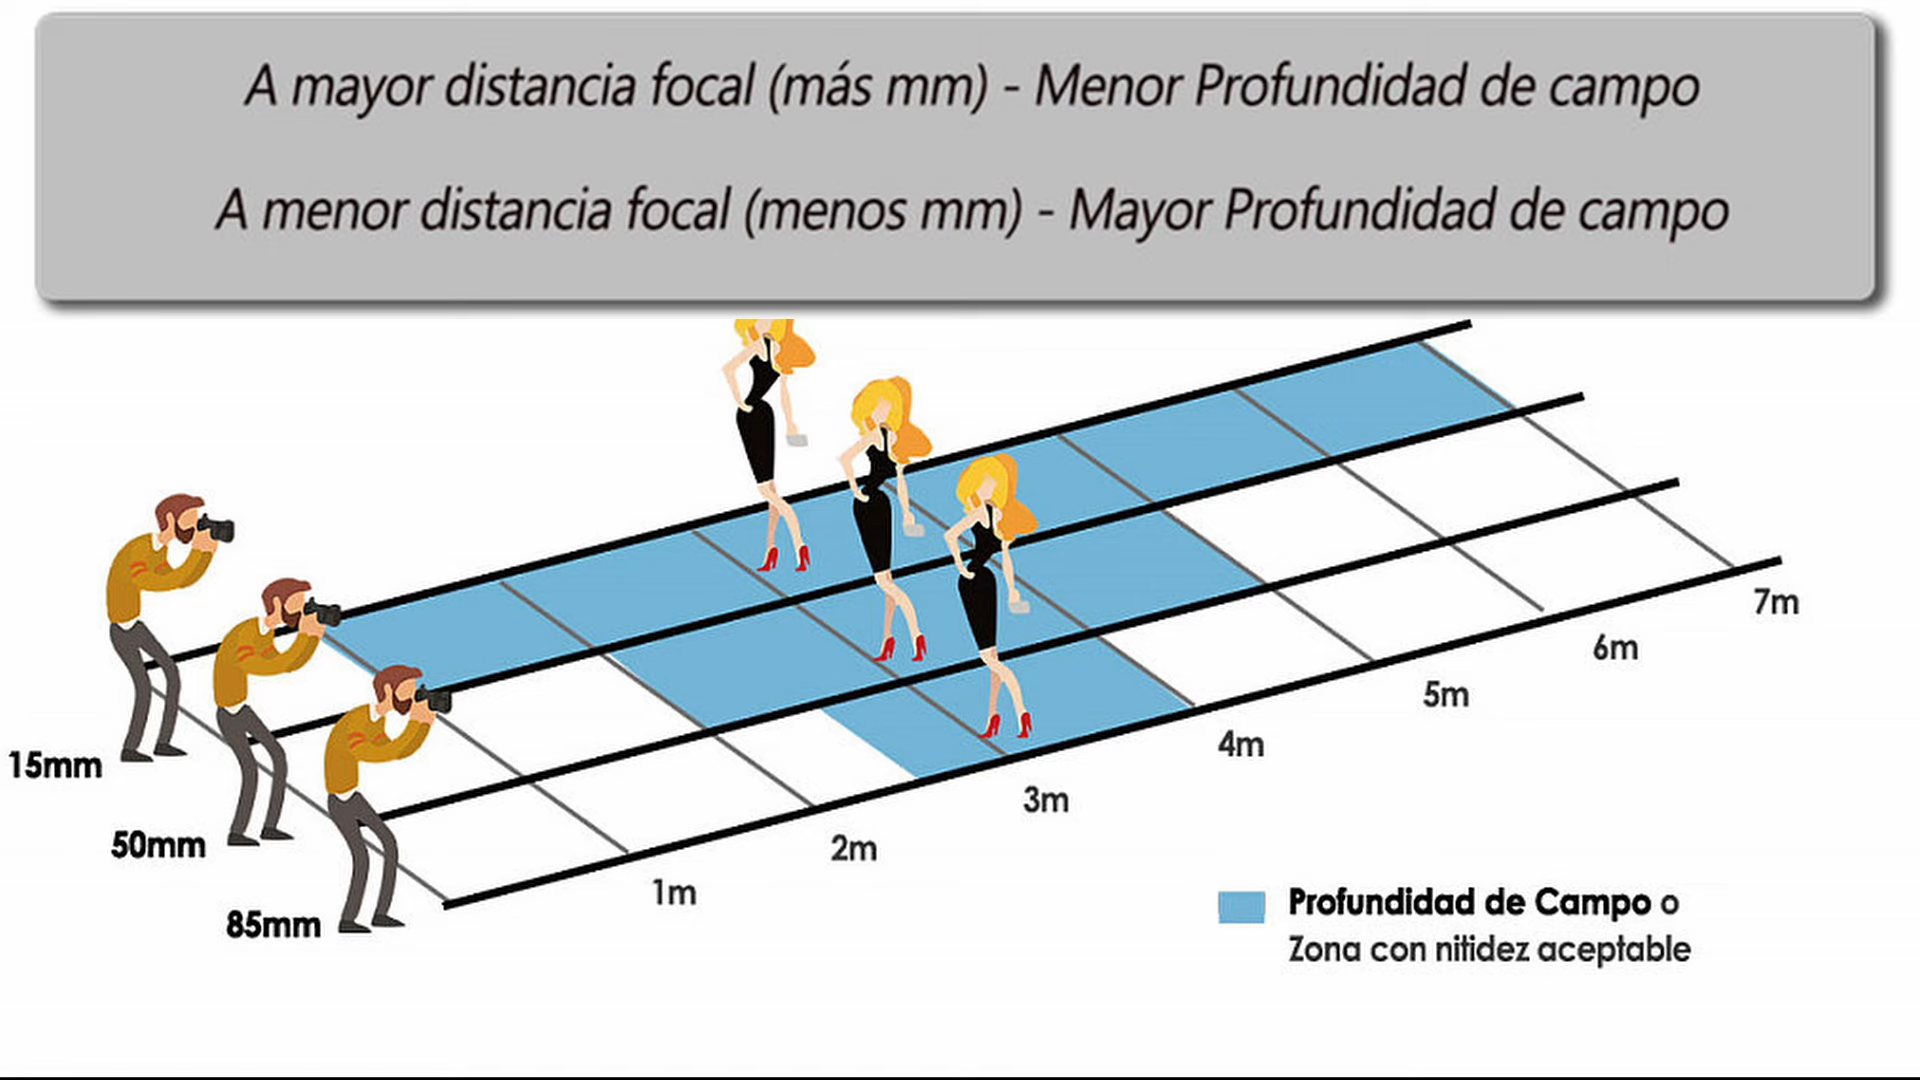 A mayor distancia focal (más mm) - Menor Profundidad de campo
A menor distancia focal (menos mm) - Mayor Profundidad de campo
15mm
50mm
85mm
1m
2m
3m
4m
5m
6m
7m
Profundidad de Campo o
Zona con nitidez aceptable